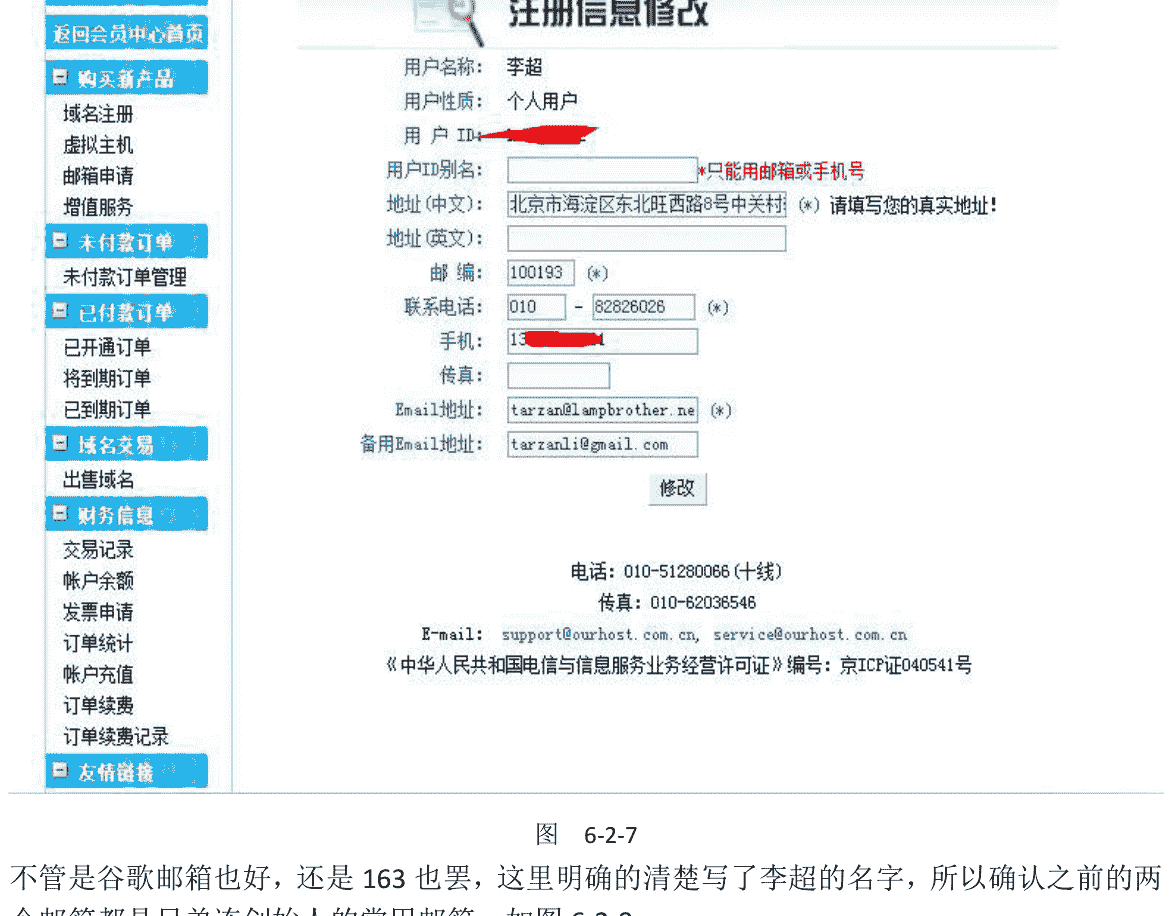 注册信息修改
返回会员中心首页
购买新产品
域名注册
虚拟主机
邮箱申请
增值服务
未付款订单
未付款订单管理
已付款订单
已开通订单
将到期订单
已到期订单
域名交易
出售域名
财务信息
交易记录
帐户余额
发票申请
订单统计
帐户充值
订单续费
订单续费记录
友情链接
用户名称： 李超
用户性质： 个人用户
用 户 ID：
用户ID别名： *只能用邮箱或手机号
地址(中文)： 北京市海淀区东北旺西路8号中关村 (*) 请填写您的真实地址！
地址(英文)：
邮 编： 100193 (*)
联系电话： 010 - 82826026 (*)
手机： 13
传真：
Email地址： tarzan@lampbrother.ne (*)
备用Email地址： tarzanli@gmail.com
修改
电话：010-51280066(十线)
传真：010-62036546
E-mail: support@ourhost.com.cn, service@ourhost.com.cn
《中华人民共和国电信与信息服务业务经营许可证》编号：京ICP证040541号
图 6-2-7
不管是谷歌邮箱也好，还是 163 也罢，这里明确的清楚写了李超的名字，所以确认之前的两